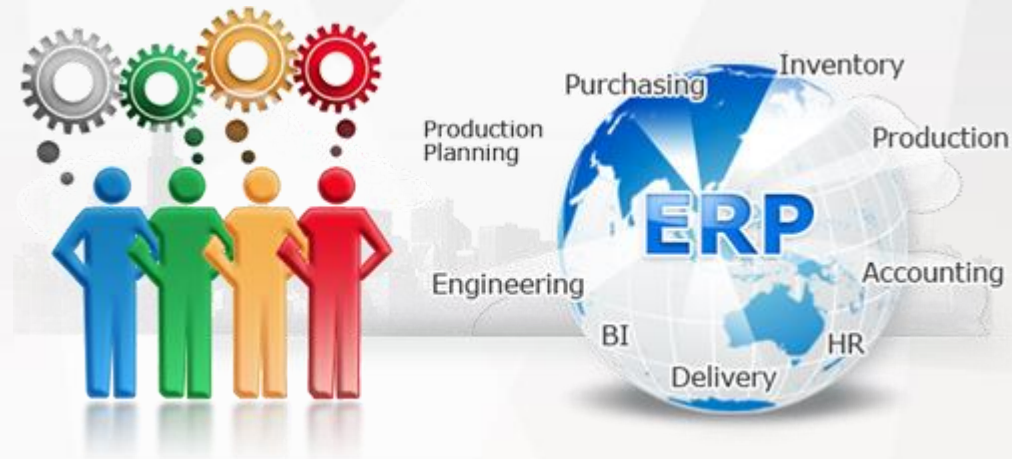 Inventory
Purchasing
Production
Planning
Production
ERP
Engineering
Accounting
BI
HR
Delivery